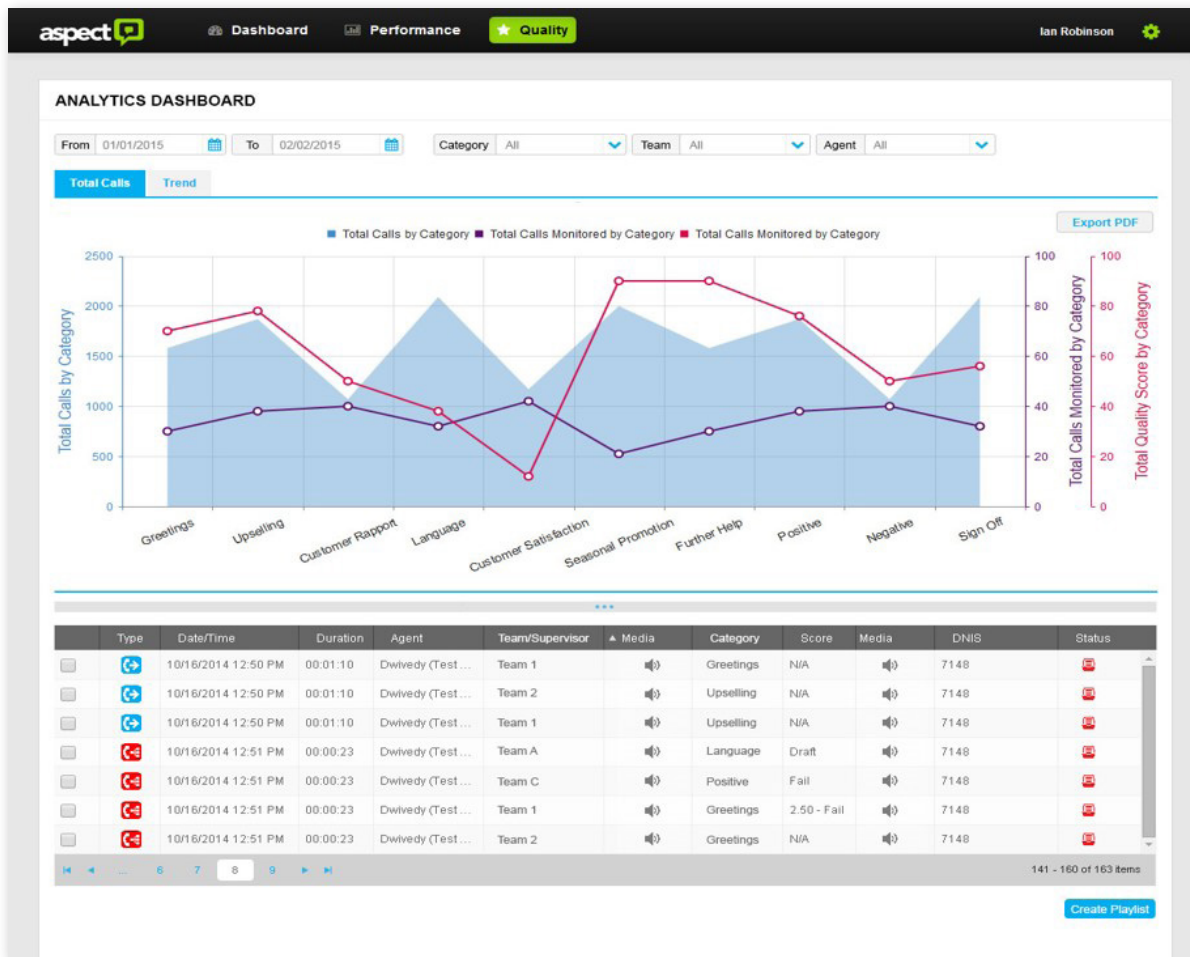 aspect Dashboard Performance Quality Ian Robinson
ANALYTICS DASHBOARD
From 01/01/2015 To 02/02/2015 Category All Team All Agent All
Total Calls Trend
Export PDF
Total Calls by Category Total Calls Monitored by Category Total Calls Monitored by Category
Total Calls by Category
2500
2000
1500
1000
500
0
100
80
60
40
20
0
Total Calls Monitored by Category
100
80
60
40
20
0
Total Quality Score by Category
Greetings Upselling Customer Rapport Language Customer Satisfaction Seasonal Promotion Further Help Positive Negative Sign Off
Type Date/Time Duration Agent Team/Supervisor Media Category Score Media DNIS Status
10/16/2014 12:50 PM 00:01:10 Dwivedy (Test ... Team 1 Greetings N/A 7148
10/16/2014 12:50 PM 00:01:10 Dwivedy (Test ... Team 2 Upselling N/A 7148
10/16/2014 12:50 PM 00:01:10 Dwivedy (Test ... Team 1 Upselling N/A 7148
10/16/2014 12:51 PM 00:00:23 Dwivedy (Test ... Team A Language Draft 7148
10/16/2014 12:51 PM 00:00:23 Dwivedy (Test ... Team C Positive Fail 7148
10/16/2014 12:51 PM 00:00:23 Dwivedy (Test ... Team 1 Greetings 2.50 - Fail 7148
10/16/2014 12:51 PM 00:00:23 Dwivedy (Test ... Team 2 Greetings N/A 7148
... 6 7 8 9 141 - 160 of 163 items
Create Playlist